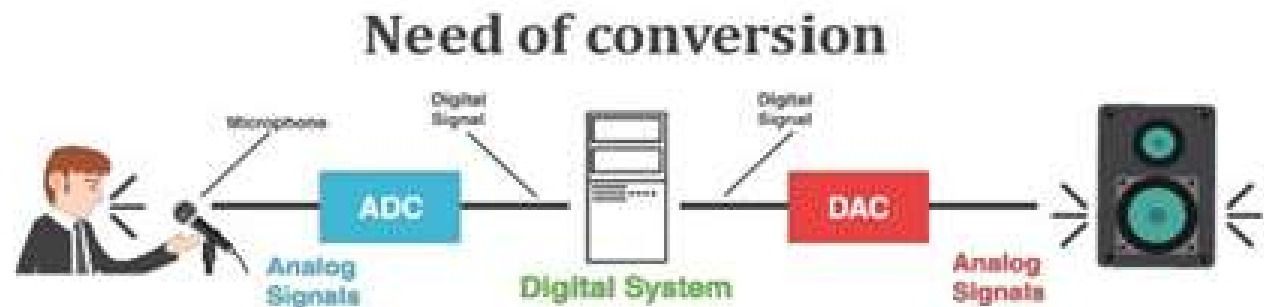 Need of conversion
Microphone
Digital
Signal
Digital
Signal
ADC
DAC
Analog
Signals
Digital System
Analog
Signals